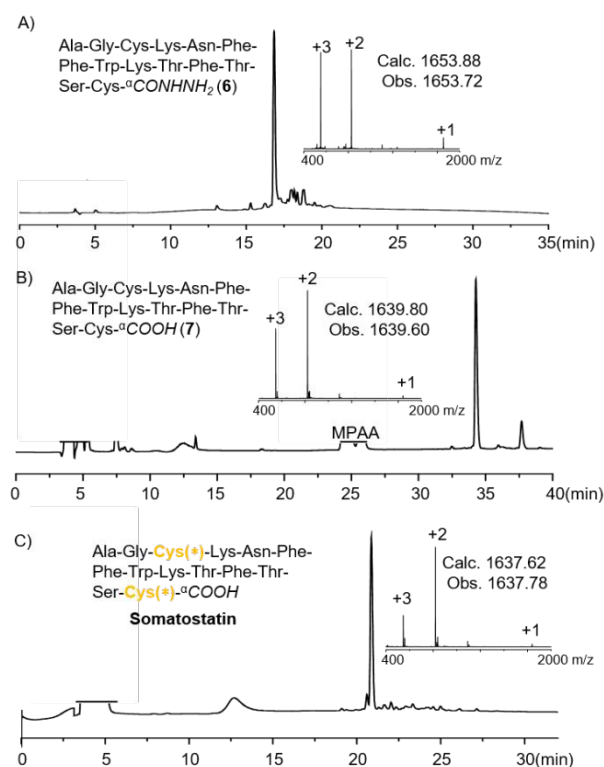 A)
Ala-Gly-Cys-Lys-Asn-Phe-
Phe-Trp-Lys-Thr-Phe-Thr-
Ser-Cys-ᵅCONHNH₂ (6)
+3
+2
+1
Calc. 1653.88
Obs. 1653.72
400
2000 m/z
0 5 10 15 20 25 30 35(min)
B)
Ala-Gly-Cys-Lys-Asn-Phe-
Phe-Trp-Lys-Thr-Phe-Thr-
Ser-Cys-ᵅCOOH (7)
+3
+2
+1
Calc. 1639.80
Obs. 1639.60
400
2000 m/z
MPAA
0 5 10 15 20 25 30 35 40(min)
C)
Ala-Gly-Cys(*)-Lys-Asn-Phe-
Phe-Trp-Lys-Thr-Phe-Thr-
Ser-Cys(*)-ᵅCOOH
Somatostatin
+3
+2
+1
Calc. 1637.62
Obs. 1637.78
400
2000 m/z
0 5 10 15 20 25 30(min)